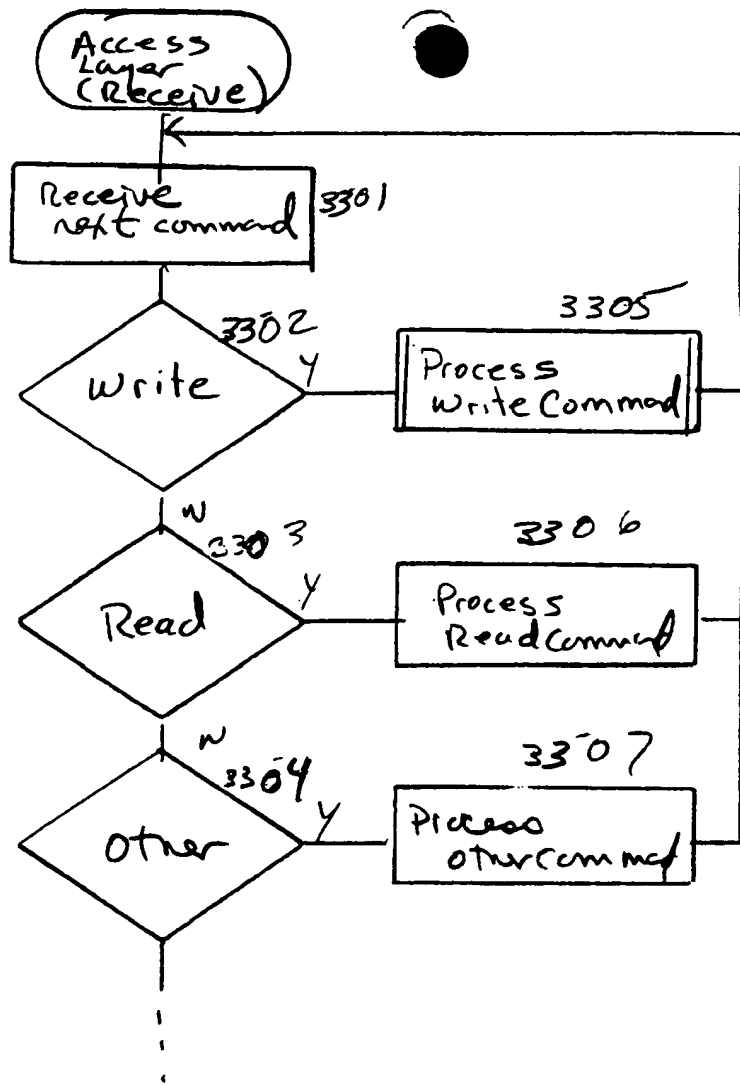 Access
Layer
(Receive)
Receive
next command
3301
3302
Write
Y
3305
Process
Write Command
N
3303
Read
Y
3306
Process
Read Command
N
3304
Other
Y
3307
Process
Other Command